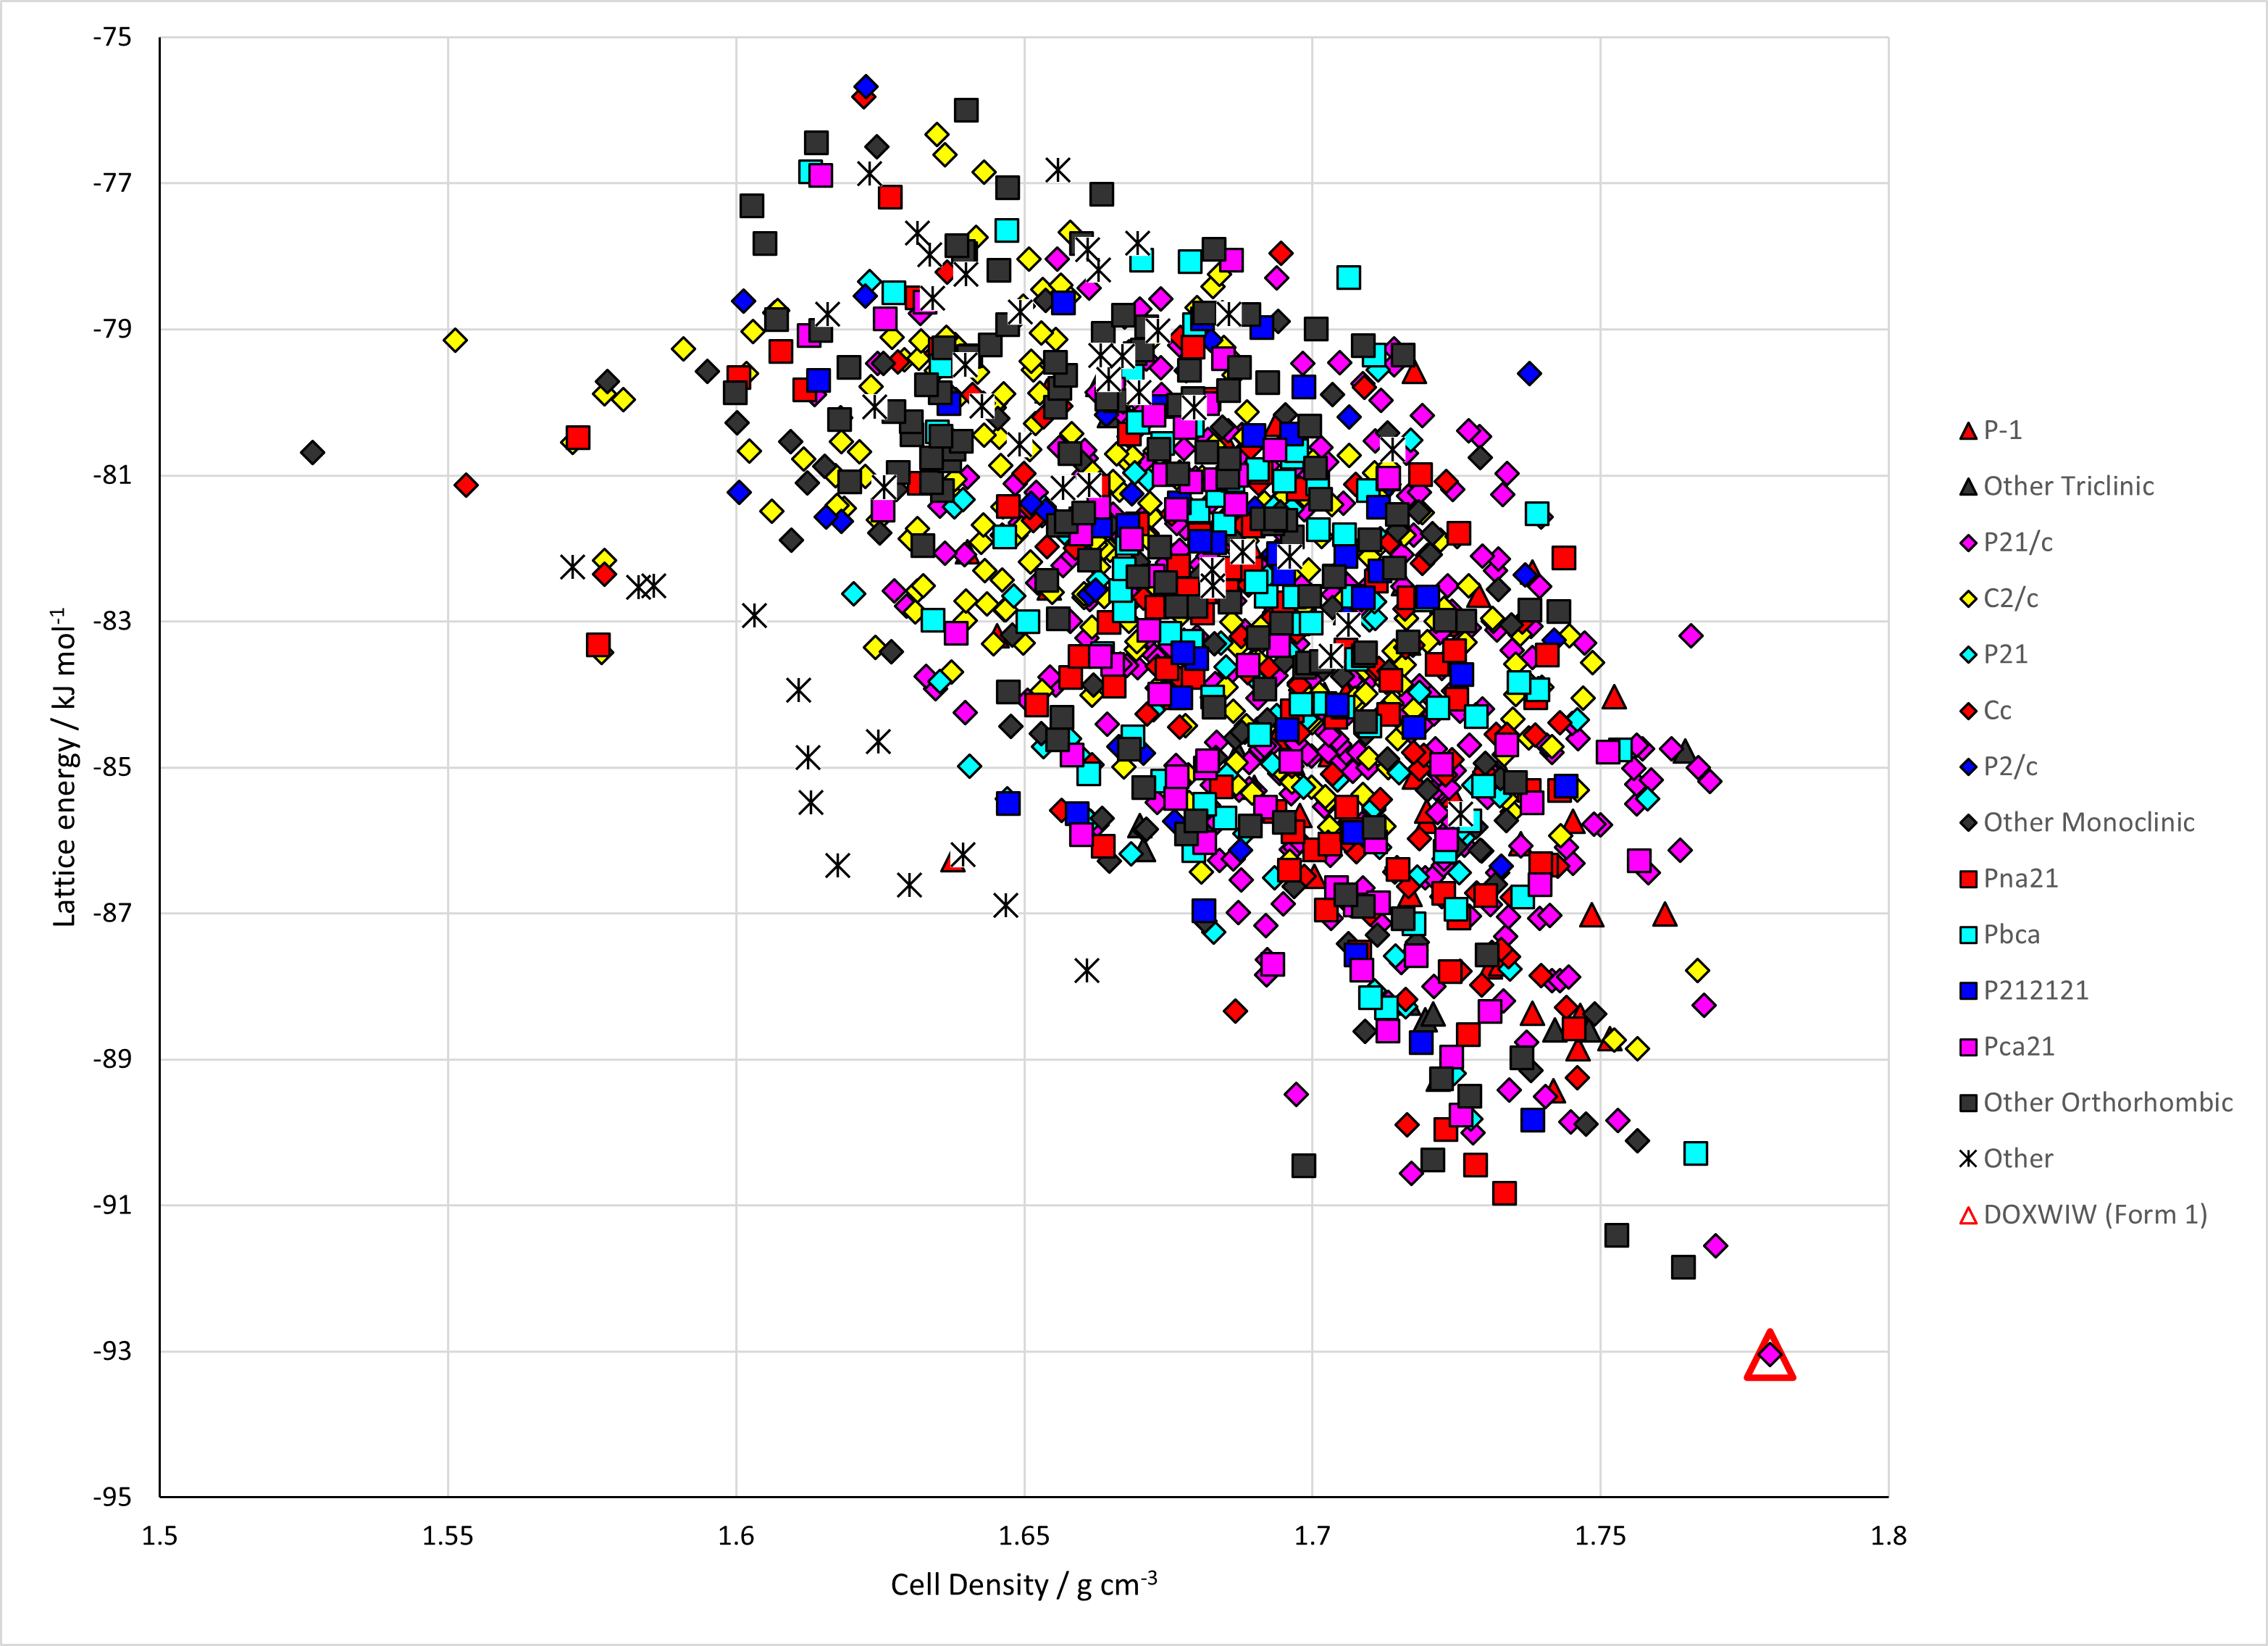 -75
-77
-79
-81
-83
-85
-87
-89
-91
-93
-95
Lattice energy / kJ mol-1
1.5 1.55 1.6 1.65 1.7 1.75 1.8
Cell Density / g cm-3
P-1
Other Triclinic
P21/c
C2/c
P21
Cc
P2/c
Other Monoclinic
Pna21
Pbca
P212121
Pca21
Other Orthorhombic
Other
DOXWIW (Form 1)